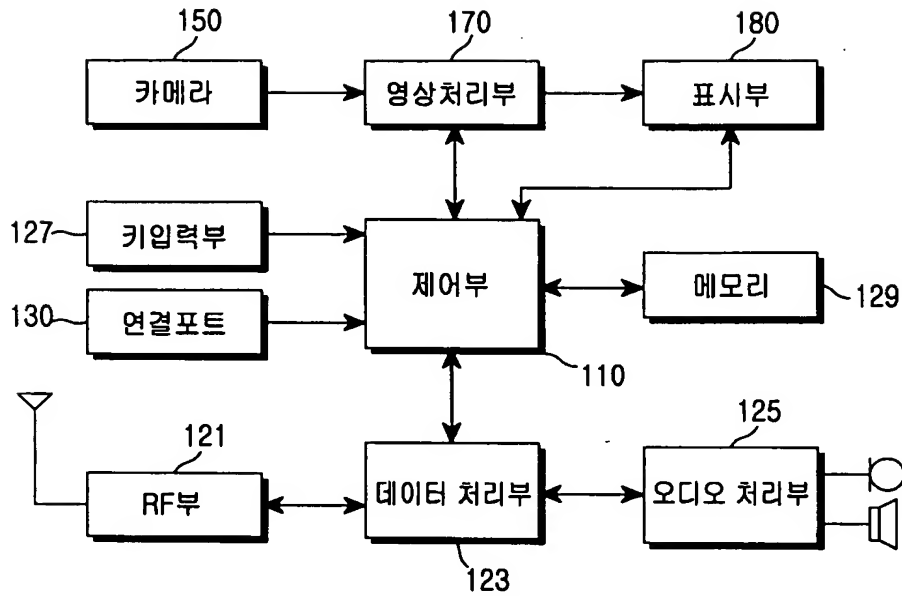 150
170
180
카메라
영상처리부
표시부
127
키입력부
제어부
메모리
129
130
연결포트
110
121
125
RF부
데이터 처리부
오디오 처리부
123